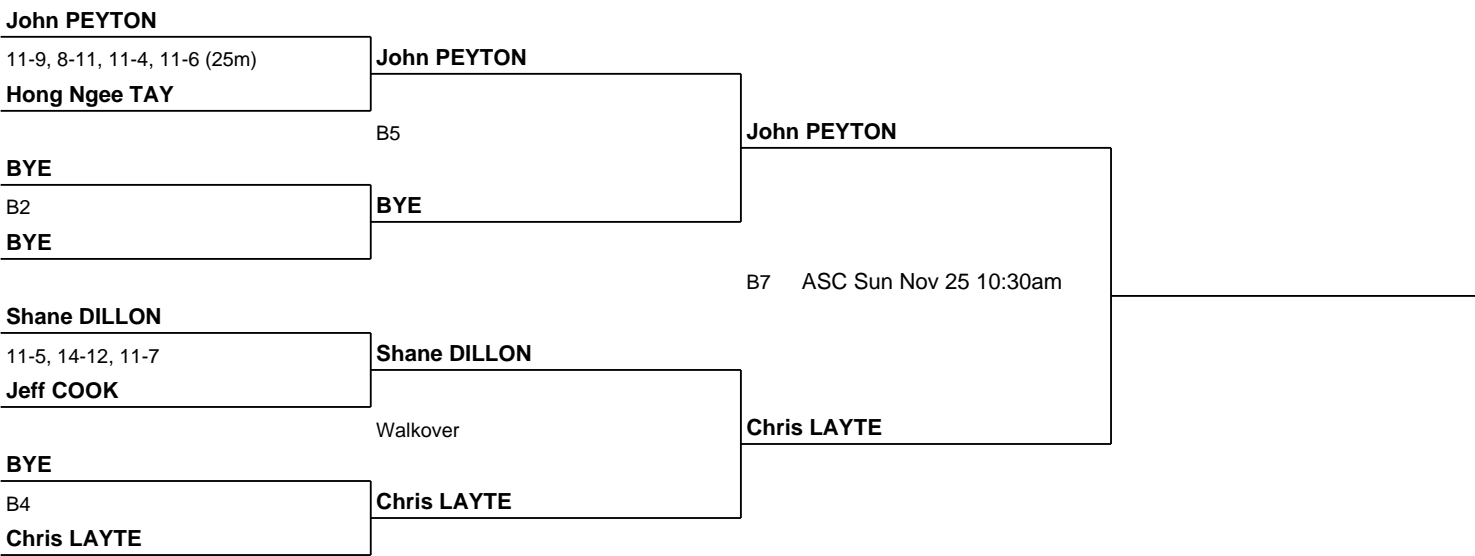 John PEYTON
11-9, 8-11, 11-4, 11-6 (25m)
Hong Ngee TAY
John PEYTON
B5
BYE
B2
BYE
BYE
John PEYTON
B7 ASC Sun Nov 25 10:30am
Shane DILLON
11-5, 14-12, 11-7
Jeff COOK
Shane DILLON
Walkover
BYE
B4
Chris LAYTE
Chris LAYTE
Chris LAYTE